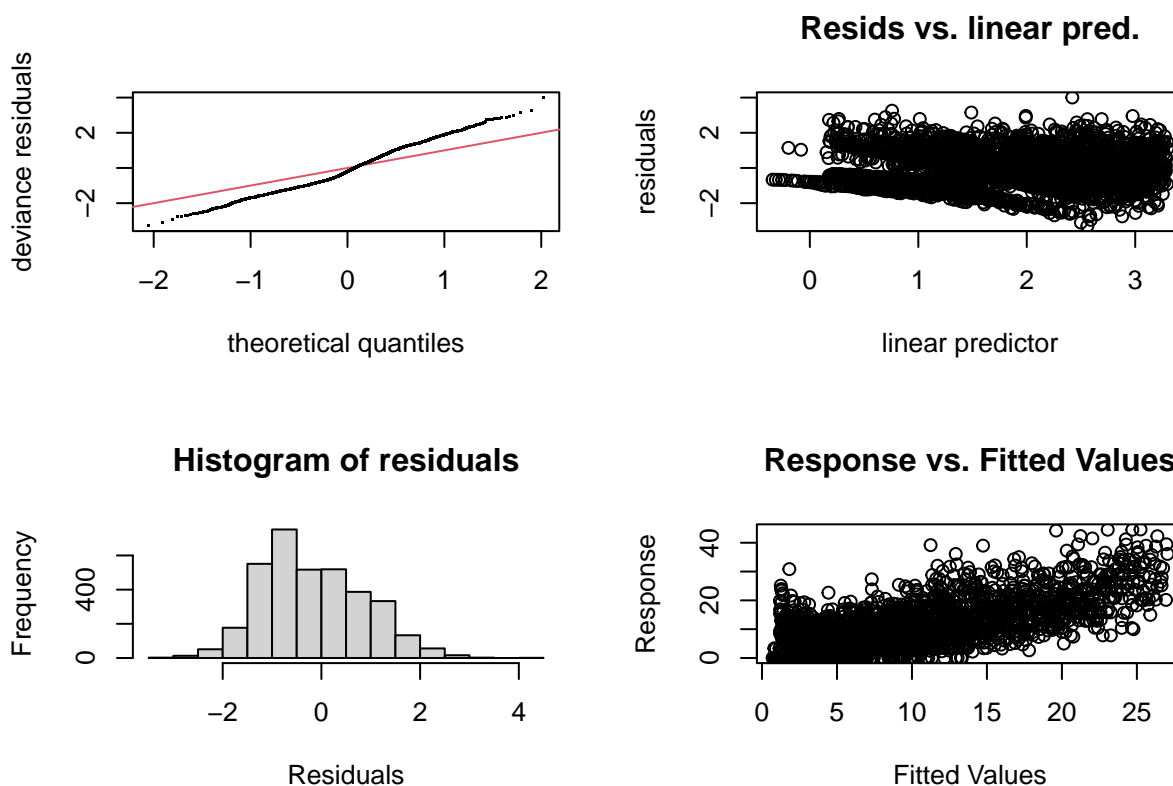 deviance residuals
2
−2
−2 −1 0 1 2
theoretical quantiles
Resids vs. linear pred.
residuals
2
−2
0 1 2 3
linear predictor
Histogram of residuals
Frequency
400
0
−2 0 2 4
Residuals
Response vs. Fitted Values
Response
40
20
0
0 5 10 15 20 25
Fitted Values